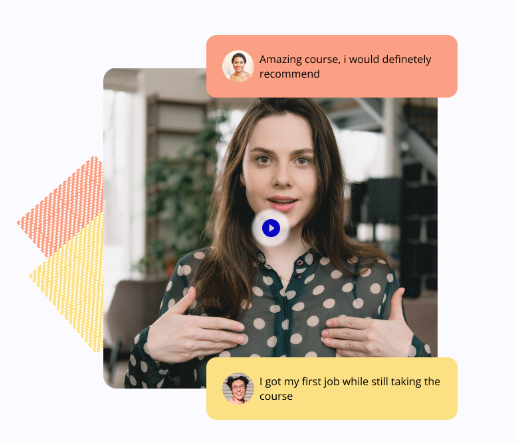 Amazing course, i would definetely
recommend
I got my first job while still taking the
course